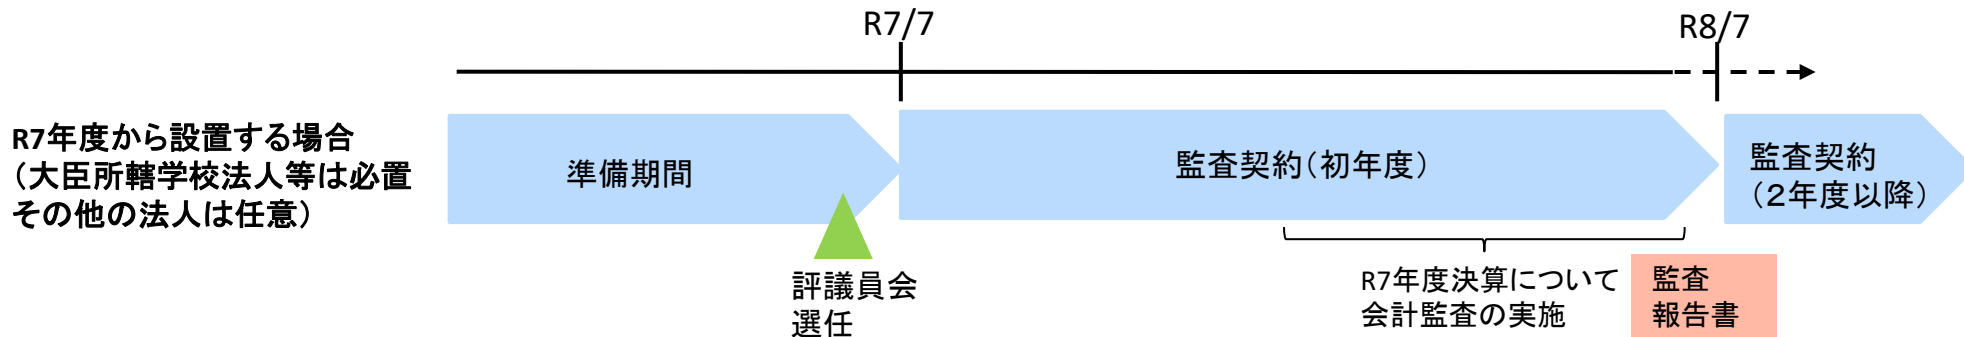 R7/7
R8/7
R7年度から設置する場合
（大臣所轄学校法人等は必置
その他の法人は任意）
準備期間
監査契約（初年度）
監査契約
（２年度以降）
評議員会
選任
R7年度決算について
会計監査の実施
監査
報告書